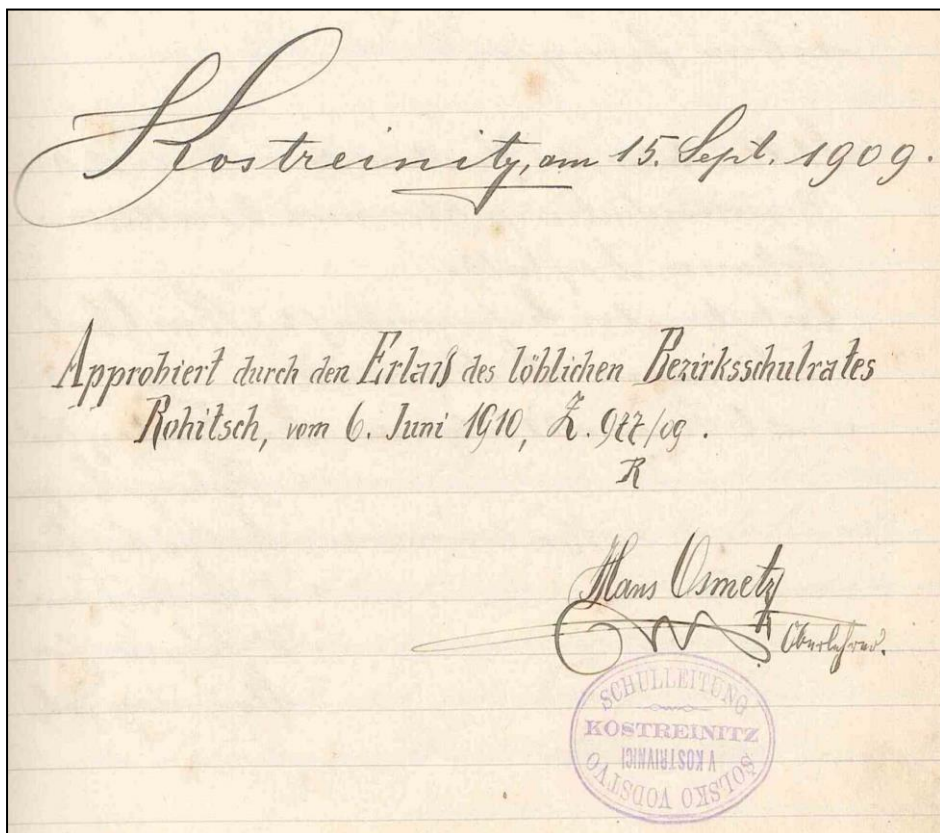 Kostreinitz, am 15. Sept. 1909.
Approbiert durch den Erlaß des löblichen Bezirksschulrates
Rohitsch, vom 6. Juni 1910, Z. 977/09.
R
Hans Osmetz
Oberlehrer.
SCHULLEITUNG
KOSTREINITZ
V KOSTRIVNICI
ŠOLSKO VODSTVO